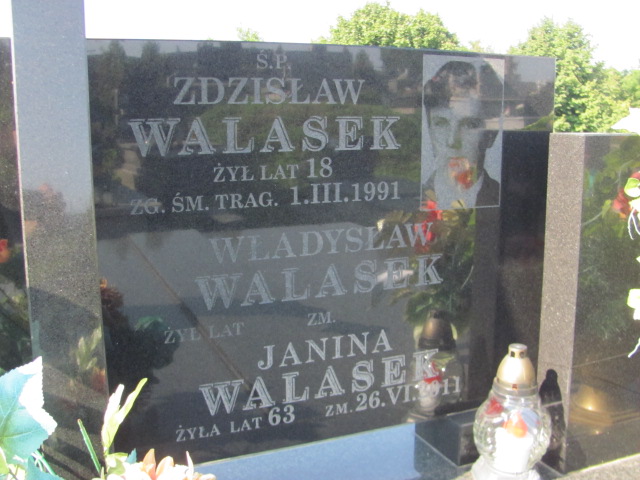 Ś.P.
ZDZISŁAW
WALASEK
ŻYŁ LAT 18
ZG. ŚM. TRAG. 1.III.1991
WŁADYSŁAW
WALASEK
ŻYŁ LAT ZM.
JANINA
WALASEK
ŻYŁA LAT 63 ZM. 26.VI.2011